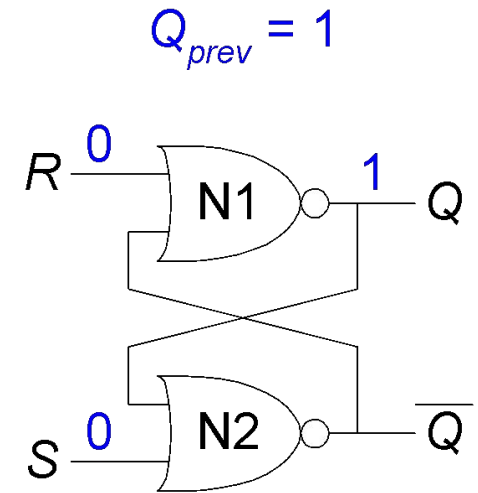 Qprev = 1
R 0 N1 1 Q
S 0 N2 Q̅